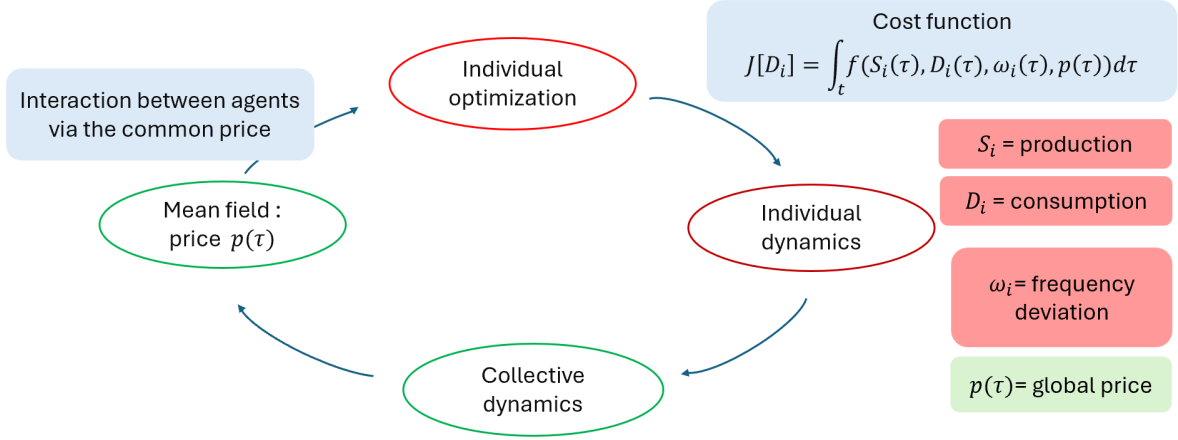 Cost function
J[D_i] = ∫_t f(S_i(τ), D_i(τ), ω_i(τ), p(τ))dτ
Individual
optimization
Interaction between agents
via the common price
S_i = production
D_i = consumption
Mean field :
price p(τ)
Individual
dynamics
ω_i= frequency
deviation
Collective
dynamics
p(τ)= global price